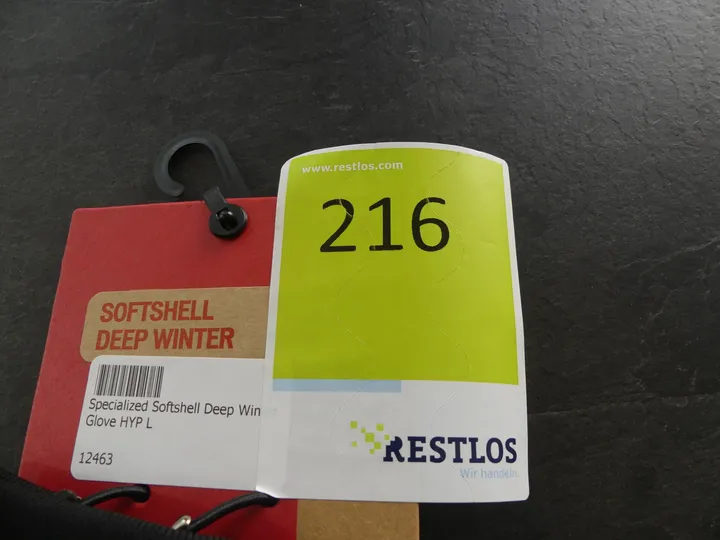 www.restlos.com
216
SOFTSHELL
DEEP WINTER
Specialized Softshell Deep Win
Glove HYP L
12463
RESTLOS
Wir handeln.